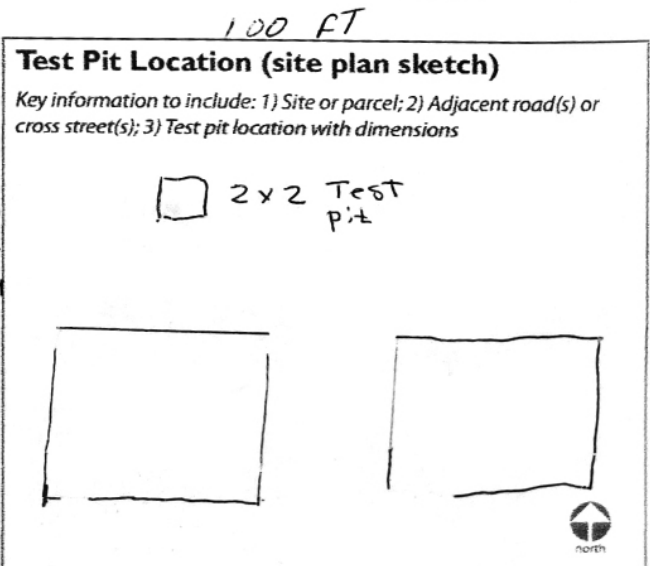 100 FT
Test Pit Location (site plan sketch)
Key information to include: 1) Site or parcel; 2) Adjacent road(s) or
cross street(s); 3) Test pit location with dimensions
2 x 2 Test
pit
north